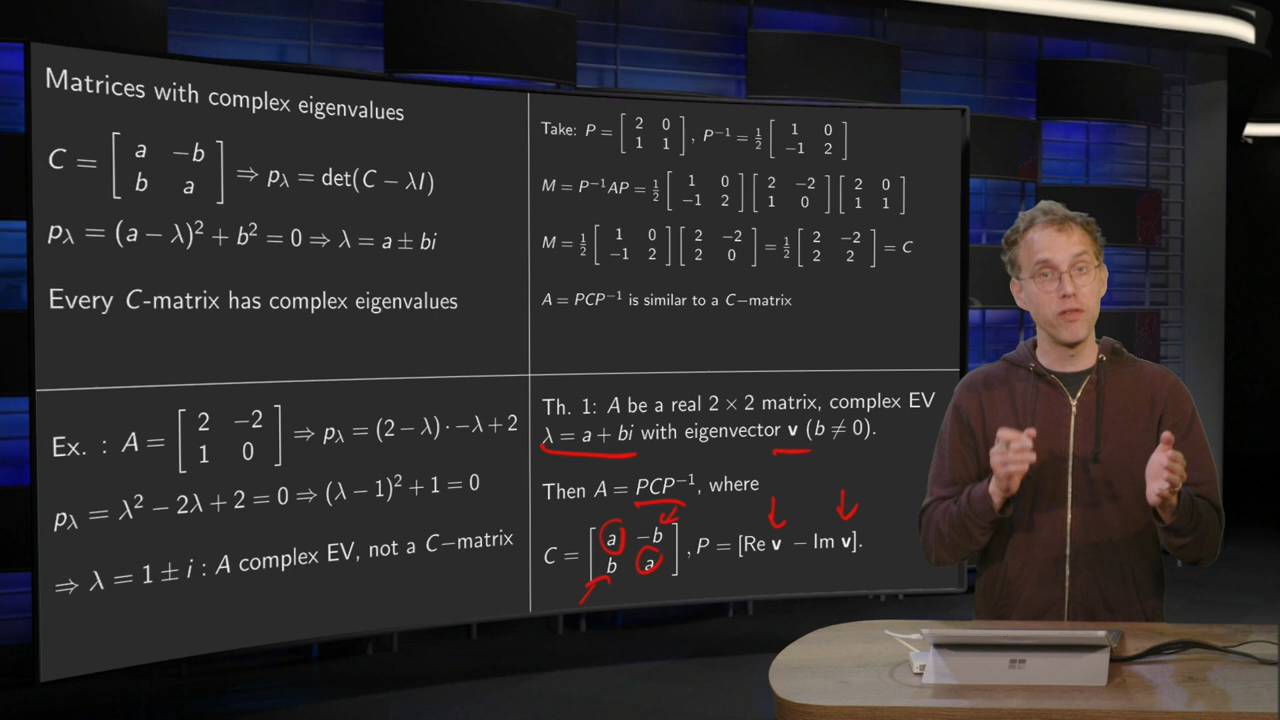 Matrices with complex eigenvalues
C = [ a −b ; b a ] ⇒ pλ = det(C − λI)
pλ = (a − λ)² + b² = 0 ⇒ λ = a ± bi
Every C-matrix has complex eigenvalues
Take: P = [ 2 0 ; 1 1 ], P⁻¹ = ½ [ 1 0 ; −1 2 ]
M = P⁻¹AP = ½ [ 1 0 ; −1 2 ] [ 2 −2 ; 1 0 ] [ 2 0 ; 1 1 ]
M = ½ [ 1 0 ; −1 2 ] [ 2 −2 ; 2 0 ] = ½ [ 2 −2 ; 2 2 ] = C
A = PCP⁻¹ is similar to a C−matrix
Ex. : A = [ 2 −2 ; 1 0 ] ⇒ pλ = (2 − λ) · −λ + 2
pλ = λ² − 2λ + 2 = 0 ⇒ (λ − 1)² + 1 = 0
⇒ λ = 1 ± i : A complex EV, not a C−matrix
Th. 1: A be a real 2 × 2 matrix, complex EV
λ = a + bi with eigenvector v (b ≠ 0).
Then A = PCP⁻¹, where
C = [ a −b ; b a ], P = [Re v − Im v].